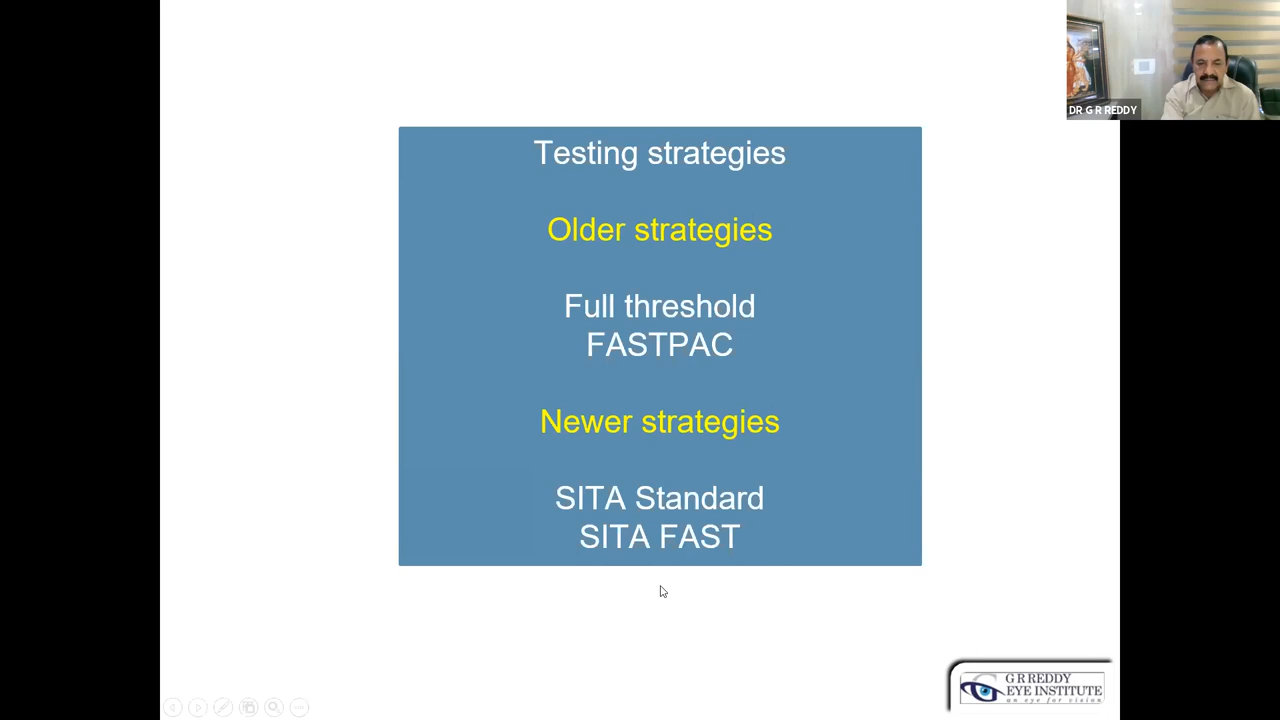 DR G R REDDY
Testing strategies
Older strategies
Full threshold
FASTPAC
Newer strategies
SITA Standard
SITA FAST
G R REDDY
EYE INSTITUTE
an eye for vision